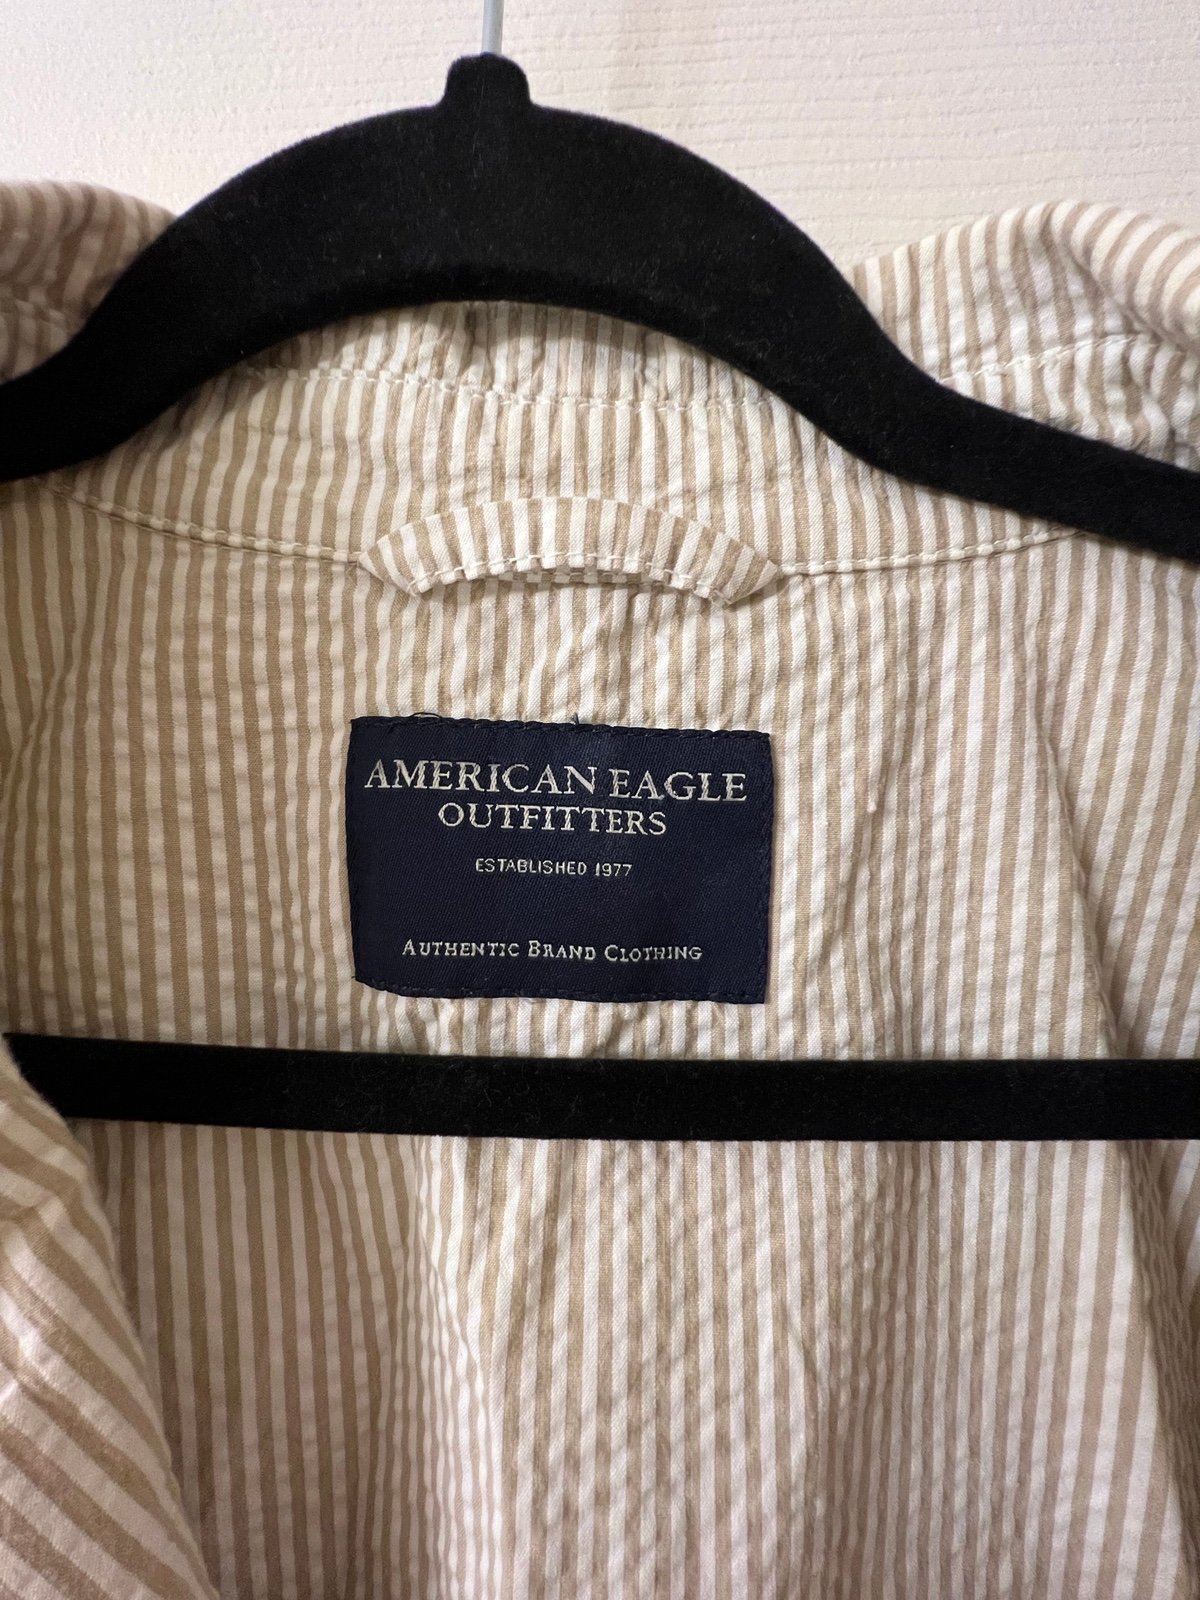 AMERICAN EAGLE
OUTFITTERS
ESTABLISHED 1977
AUTHENTIC BRAND CLOTHING